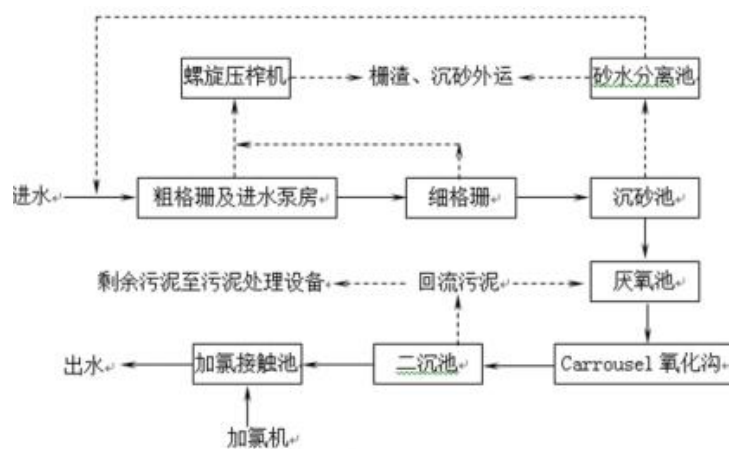 螺旋压榨机
栅渣、沉砂外运
砂水分离池
进水
粗格珊及进水泵房
细格珊
沉砂池
剩余污泥至污泥处理设备
回流污泥
厌氧池
出水
加氯接触池
二沉池
Carrousel 氧化沟
加氯机